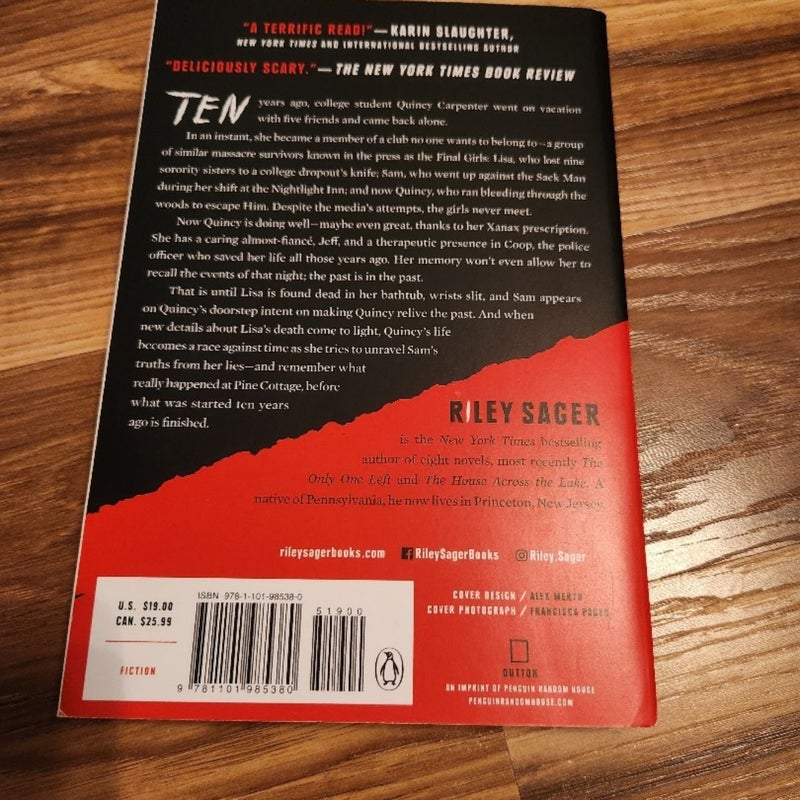 "A TERRIFIC READ!"—KARIN SLAUGHTER,
NEW YORK TIMES AND INTERNATIONAL BESTSELLING AUTHOR
"DELICIOUSLY SCARY."—THE NEW YORK TIMES BOOK REVIEW
TEN years ago, college student Quincy Carpenter went on vacation
with five friends and came back alone.
In an instant, she became a member of a club no one wants to belong to—a group
of similar massacre survivors known in the press as the Final Girls: Lisa, who lost nine
sorority sisters to a college dropout's knife; Sam, who went up against the Sack Man
during her shift at the Nightlight Inn; and now Quincy, who ran bleeding through the
woods to escape Him. Despite the media's attempts, the girls never meet.
Now Quincy is doing well—maybe even great, thanks to her Xanax prescription.
She has a caring almost-fiancé, Jeff, and a therapeutic presence in Coop, the police
officer who saved her life all those years ago. Her memory won't even allow her to
recall the events of that night; the past is in the past.
That is until Lisa is found dead in her bathtub, wrists slit, and Sam appears
on Quincy's doorstep intent on making Quincy relive the past. And when
new details about Lisa's death come to light, Quincy's life
becomes a race against time as she tries to unravel Sam's
truths from her lies—and remember what
really happened at Pine Cottage, before
what was started ten years
ago is finished.
RILEY SAGER
is the New York Times bestselling
author of eight novels, most recently The
Only One Left and The House Across the Lake. A
native of Pennsylvania, he now lives in Princeton, New Jersey.
rileysagerbooks.com RileySagerBooks Riley.Sager
U.S. $19.00
CAN. $25.99
FICTION
ISBN 978-1-101-98538-0
51900
9 781101 985380
COVER DESIGN / ALEX MERTO
COVER PHOTOGRAPH / FRANCISCA PAGEO
DUTTON
AN IMPRINT OF PENGUIN RANDOM HOUSE
PENGUINRANDOMHOUSE.COM